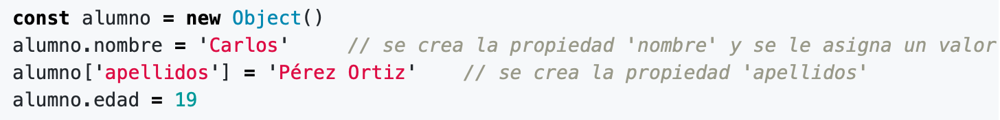 const alumno = new Object()
alumno.nombre = 'Carlos'     // se crea la propiedad 'nombre' y se le asigna un valor
alumno['apellidos'] = 'Pérez Ortiz'    // se crea la propiedad 'apellidos'
alumno.edad = 19